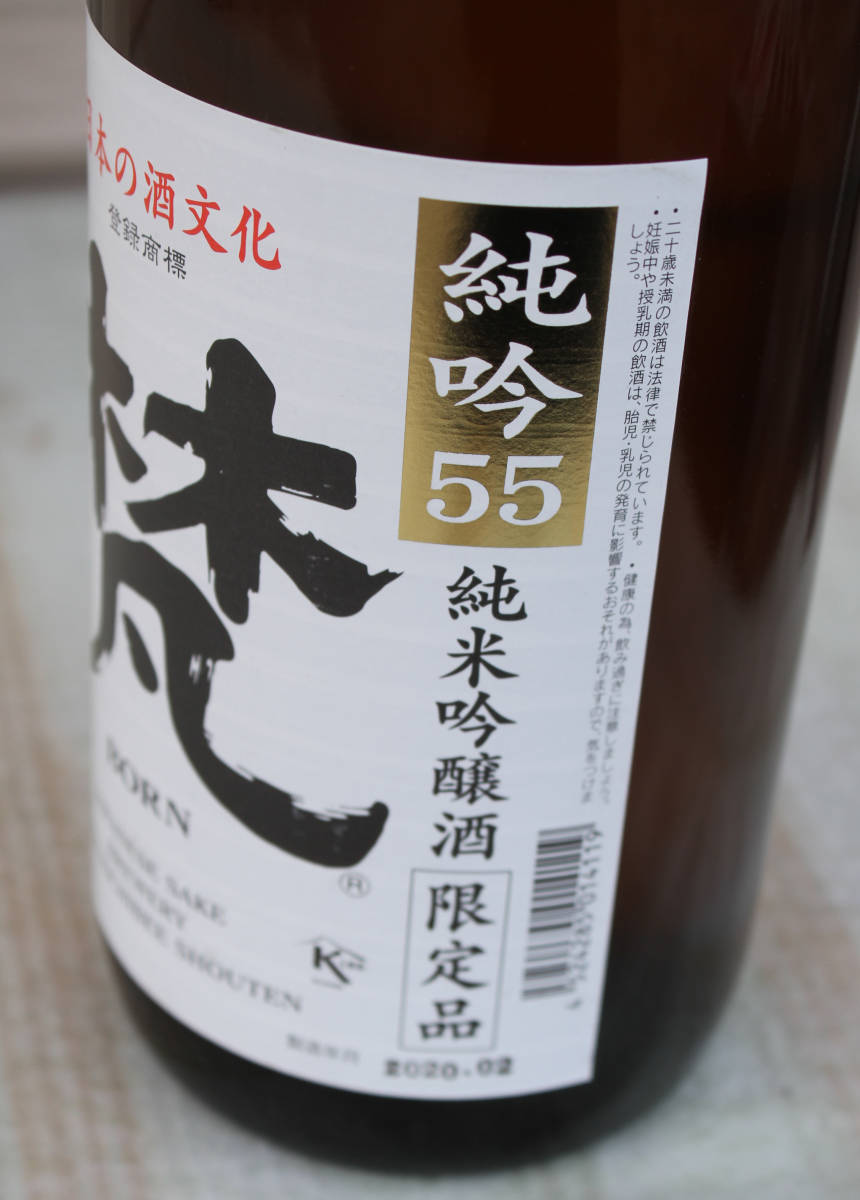 日本の酒文化
登録商標
梵
BORN
SAKE
BREWERY
SHOUTEN
®
K
純吟
55
純米吟醸酒
限定品
製造年月
2020.02
・二十歳未満の飲酒は法律で禁じられています。・健康の為、飲み過ぎに注意しましょう。
・妊娠中や授乳期の飲酒は、胎児・乳児の発育に影響するおそれがありますので、気をつけま
しょう。